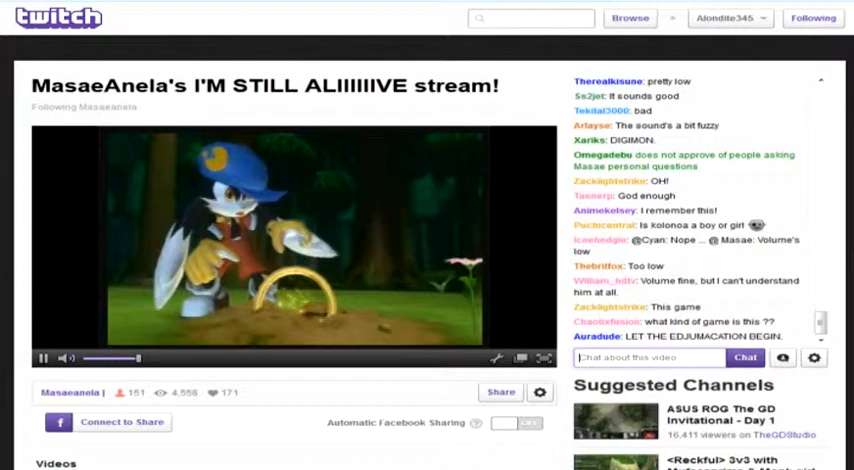 twitch
Browse
Alondite345
Following
MasaeAnela's I'M STILL ALIIIIIIVE stream!
Following Masaeanela
Therealkisune: pretty low
Ss2jet: It sounds good
Tekital3000: bad
Arlayse: The sound's a bit fuzzy
Xariks: DIGIMON.
Omegadebu does not approve of people asking
Masae personal questions
Zacklightstrike: OH!
Tannerp: God enough
Animekelsey: I remember this!
Puchicentral: Is kolonoa a boy or girl
Iceehedgie: @Cyan: Nope ... @ Masae: Volume's
low
Thebritfox: Too low
William_hdtv: Volume fine, but I can't understand
him at all.
Zacklightstrike: This game
Chaotixfusion: what kind of game is this ??
Auradude: LET THE EDJUMACATION BEGIN.
Chat about this video
Chat
Masaeanela | 151 4,558 171
Share
Connect to Share
Automatic Facebook Sharing
OFF
Videos
Suggested Channels
ASUS ROG The GD
Invitational - Day 1
16,411 viewers on TheGDStudio
<Reckful> 3v3 with